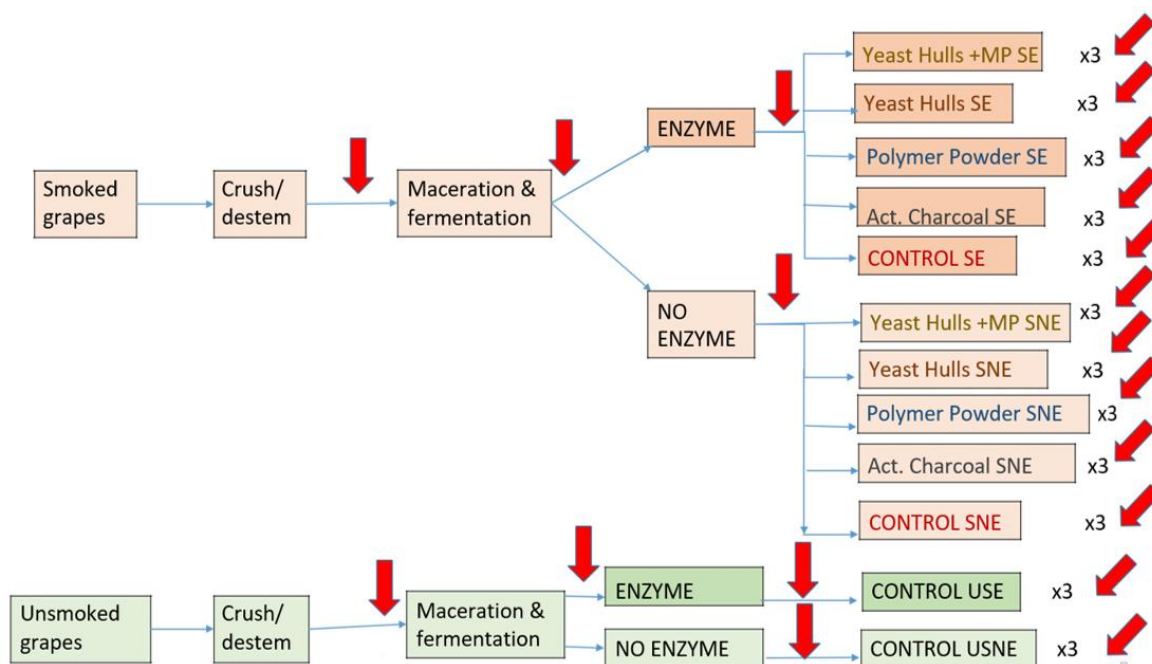 Smoked
grapes
Crush/
destem
Maceration &
fermentation
ENZYME
NO
ENZYME
Yeast Hulls +MP SE x3
Yeast Hulls SE x3
Polymer Powder SE x3
Act. Charcoal SE x3
CONTROL SE x3
Yeast Hulls +MP SNE x3
Yeast Hulls SNE x3
Polymer Powder SNE x3
Act. Charcoal SNE x3
CONTROL SNE x3
Unsmoked
grapes
Crush/
destem
Maceration &
fermentation
ENZYME
CONTROL USE x3
NO ENZYME
CONTROL USNE x3